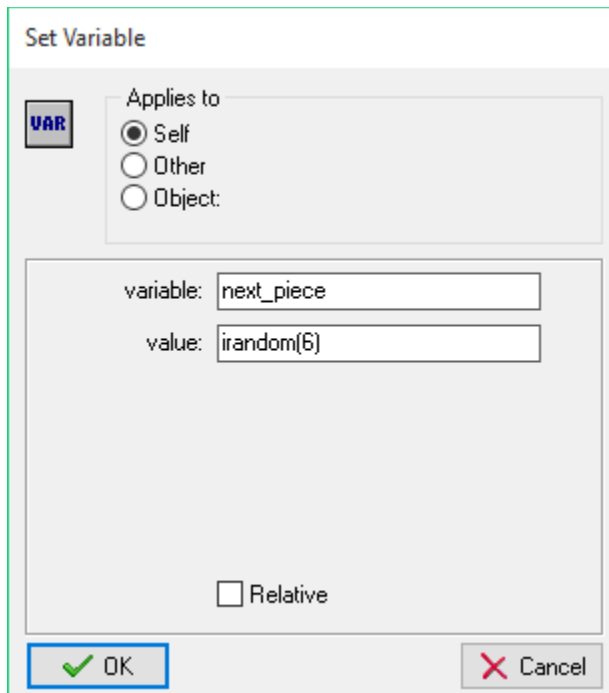 Set Variable
Applies to
VAR
Self
Other
Object:
variable: next_piece
value: irandom(6)
Relative
OK Cancel